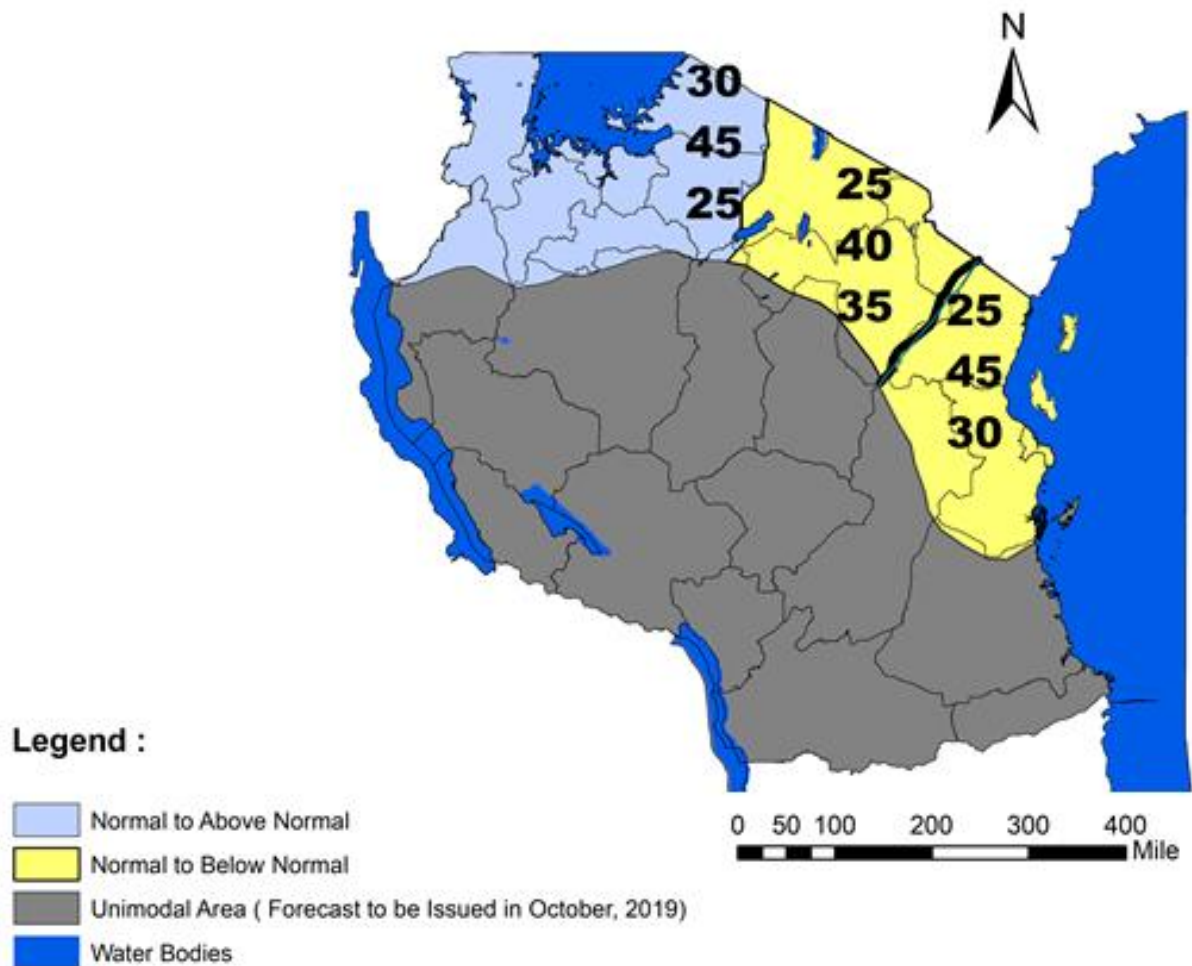 N
30
45
25
25
40
35
25
45
30
Legend :
Normal to Above Normal
Normal to Below Normal
Unimodal Area ( Forecast to be Issued in October, 2019)
Water Bodies
0 50 100 200 300 400
Mile